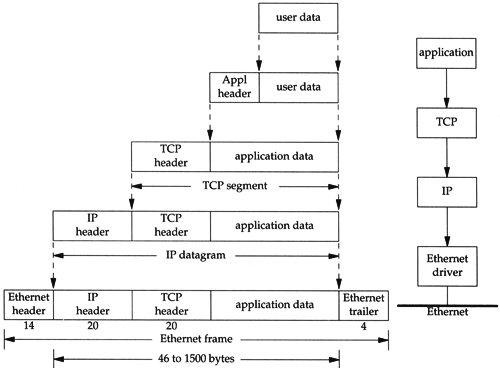 user data
Appl
header
user data
application
TCP
header
application data
TCP
TCP segment
IP
header
TCP
header
application data
IP
IP datagram
Ethernet
driver
Ethernet
header
IP
header
TCP
header
application data
Ethernet
trailer
Ethernet
14
20
20
4
Ethernet frame
46 to 1500 bytes